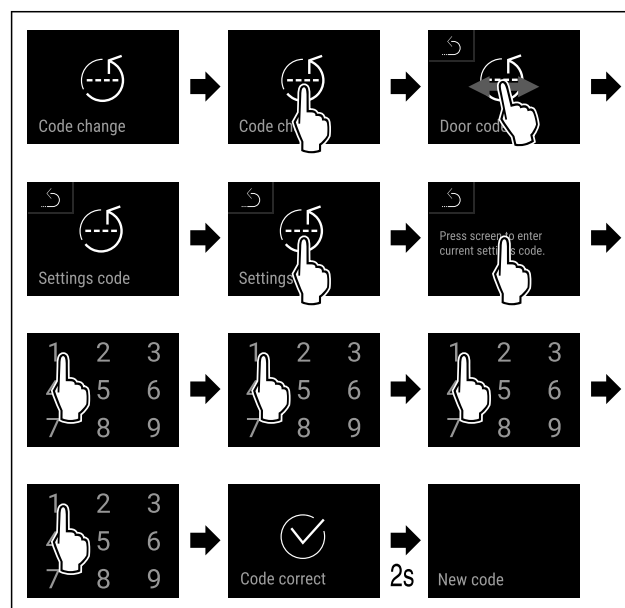 Code change
Code ch
Door code
Settings code
Settings
Press screen to enter
current settings code.
1 2 3
4 5 6
7 8 9
1 2 3
4 5 6
7 8 9
1 2 3
4 5 6
7 8 9
1 2 3
4 5 6
7 8 9
Code correct
2s
New code